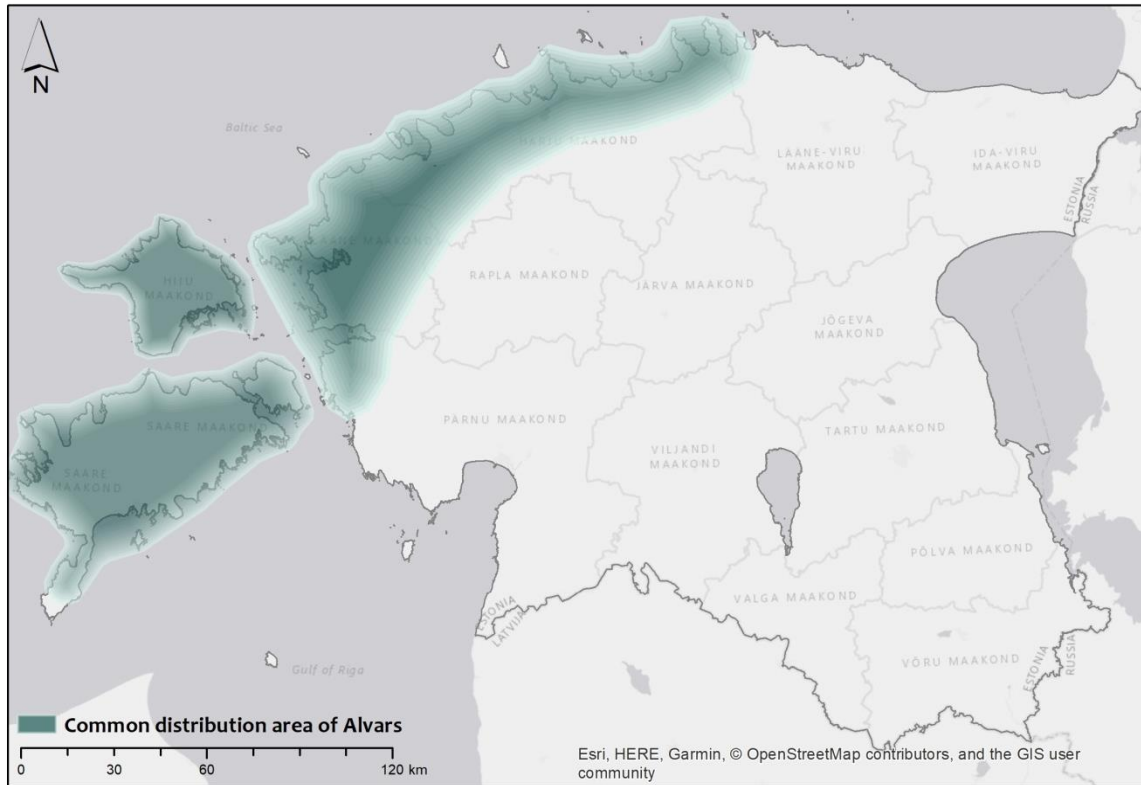 N
Baltic Sea
HARJU MAAKOND
LÄÄNE-VIRU
MAAKOND
IDA-VIRU
MAAKOND
ESTONIA
RUSSIA
LÄÄNE MAAKOND
HIIU
MAAKOND
RAPLA MAAKOND
JÄRVA MAAKOND
JÕGEVA
MAAKOND
SAARE MAAKOND
PÄRNU MAAKOND
TARTU MAAKOND
VILJANDI
MAAKOND
SAARE
MAAKOND
PÕLVA MAAKOND
VALGA MAAKOND
ESTONIA
LATVIJA
VÕRU MAAKOND
ESTONIA
RUSSIA
Gulf of Riga
Common distribution area of Alvars
0 30 60 120 km
Esri, HERE, Garmin, © OpenStreetMap contributors, and the GIS user
community